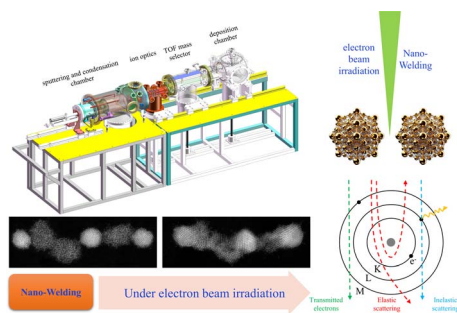 sputtering and condensation
chamber
ion optics
TOF mass
selector
deposition
chamber
electron
beam
irradiation
Nano-
Welding
K
L
M
e-
Transmitted
electrons
Elastic
scattering
Inelastic
scattering
Nano-Welding
Under electron beam irradiation